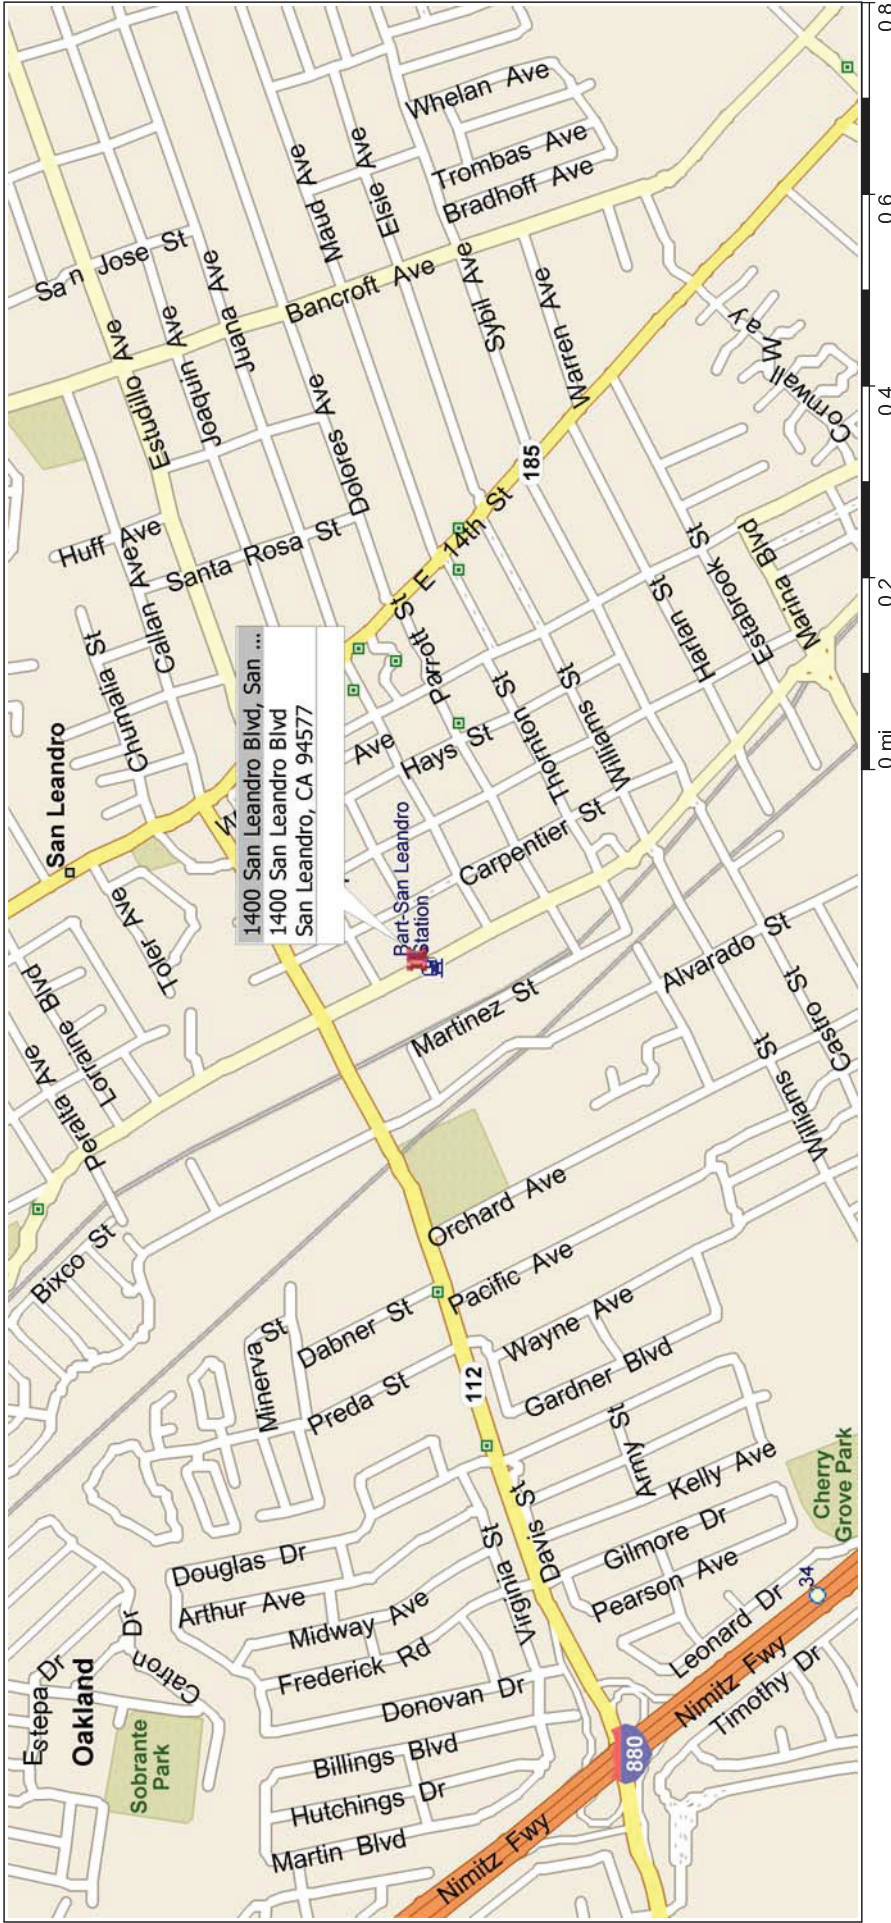 Whelan Ave
Trombas Ave
Bradhoff Ave
Maud Ave
Elsie Ave
San Jose St
Bancroft Ave
Sybil Ave
Warren Ave
Estudillo Ave
Joaquin Ave
Juana Ave
Dolores Ave
Cornwall Way
185
E 14th St
Huff Ave
Callan Ave
Santa Rosa St
Chumalia St
Parrott St
Hays St
Ave
Thornton St
Williams St
Harlan St
Estabrook St
Marina Blvd
Carpentier St
San Leandro
W
1400 San Leandro Blvd, San ...
1400 San Leandro Blvd
San Leandro, CA 94577
Bart-San Leandro
Station
Toler Ave
Lorraine Blvd
Peralta Ave
Martinez St
Alvarado St
Castro St
Williams St
Bixco St
Orchard Ave
Pacific Ave
Dabner St
Minerva St
Preda St
112
Wayne Ave
Gardner Blvd
Army St
Kelly Ave
Gilmore Dr
Pearson Ave
Cherry
Grove Park
34
Leonard Dr
Nimitz Fwy
Timothy Dr
Davis St
Virginia St
Douglas Dr
Arthur Ave
Midway Ave
Frederick Rd
Donovan Dr
Billings Blvd
Hutchings Dr
Martin Blvd
Nimitz Fwy
880
Estepa Dr
Catron Dr
Oakland
Sobrante
Park
0 mi
0 2
0 4
0 6
0 8